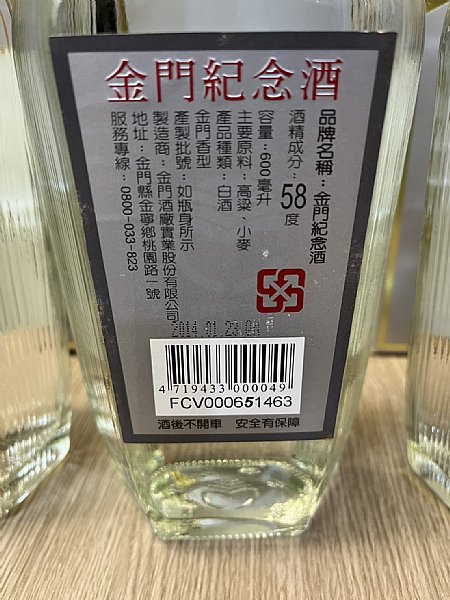 金門紀念酒
品牌名稱：金門紀念酒
酒精成分：58度
容量：600毫升
主要原料：高粱、小麥
產品種類：白酒
金門香型
產製批號：如瓶身所示
製造商：金門酒廠實業股份有限公司
地址：金門縣金寧鄉桃園路一號
服務專線：0800-033-823
2014.01.23
4719433000049
FCV000651463
酒後不開車 安全有保障